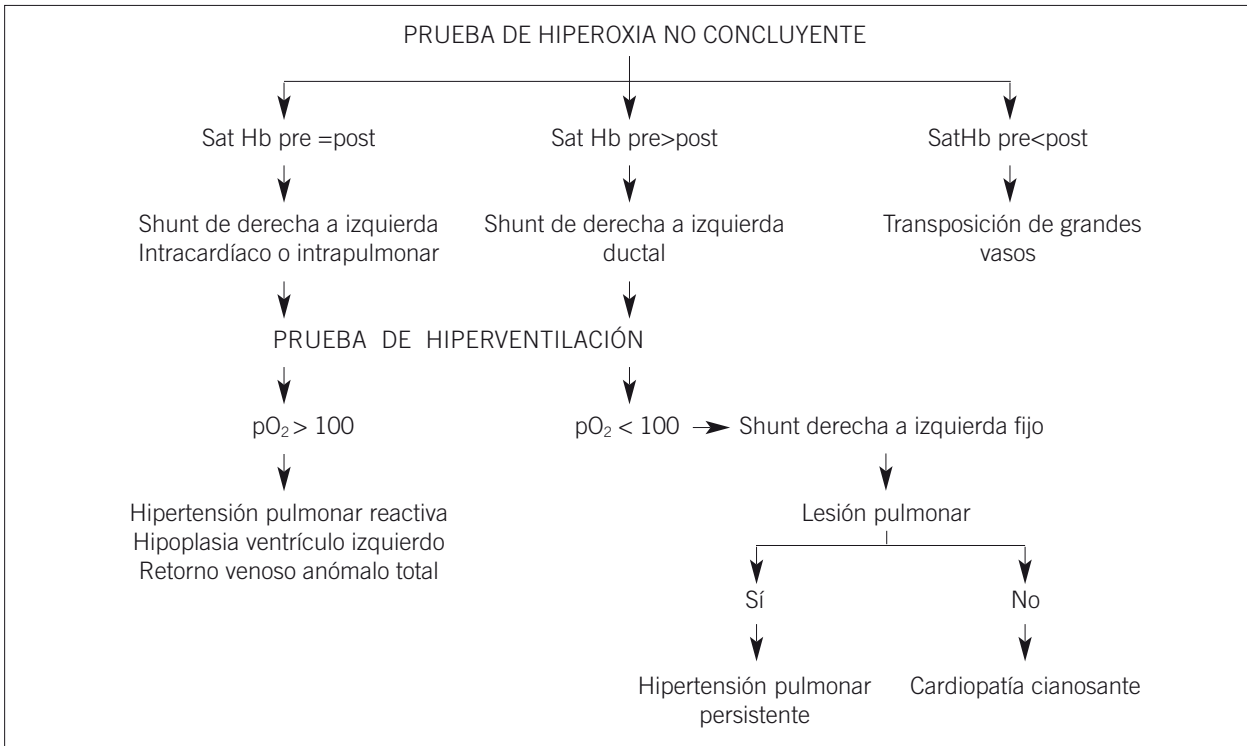 PRUEBA DE HIPEROXIA NO CONCLUYENTE
Sat Hb pre =post
Sat Hb pre>post
SatHb pre<post
Shunt de derecha a izquierda
Intracardíaco o intrapulmonar
Shunt de derecha a izquierda
ductal
Transposición de grandes
vasos
PRUEBA DE HIPERVENTILACIÓN
pO₂ > 100
pO₂ < 100
Shunt derecha a izquierda fijo
Hipertensión pulmonar reactiva
Hipoplasia ventrículo izquierdo
Retorno venoso anómalo total
Lesión pulmonar
Sí
No
Hipertensión pulmonar
persistente
Cardiopatía cianosante